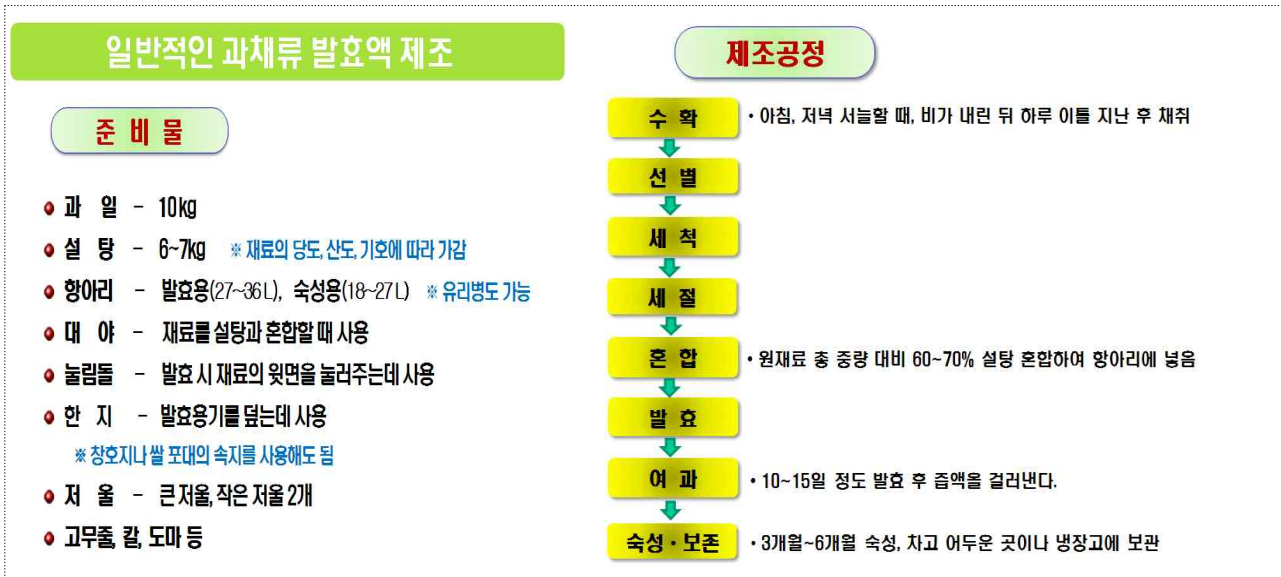 일반적인 과채류 발효액 제조
준 비 물
과 일 - 10kg
설 탕 - 6~7kg ※ 재료의 당도, 산도, 기호에 따라 가감
항아리 - 발효용(27~36L), 숙성용(18~27L) ※ 유리병도 가능
대 야 - 재료를 설탕과 혼합할 때 사용
눌림돌 - 발효 시 재료의 윗면을 눌러주는데 사용
한 지 - 발효용기를 덮는데 사용
※ 창호지나 쌀 포대의 속지를 사용해도 됨
저 울 - 큰 저울, 작은 저울 2개
고무줄, 칼, 도마 등
제조공정
수 확 • 아침, 저녁 서늘할 때, 비가 내린 뒤 하루 이틀 지난 후 채취
선 별
세 척
세 절
혼 합 • 원재료 총 중량 대비 60~70% 설탕 혼합하여 항아리에 넣음
발 효
여 과 • 10~15일 정도 발효 후 즙액을 걸러낸다.
숙성·보존 • 3개월~6개월 숙성, 차고 어두운 곳이나 냉장고에 보관